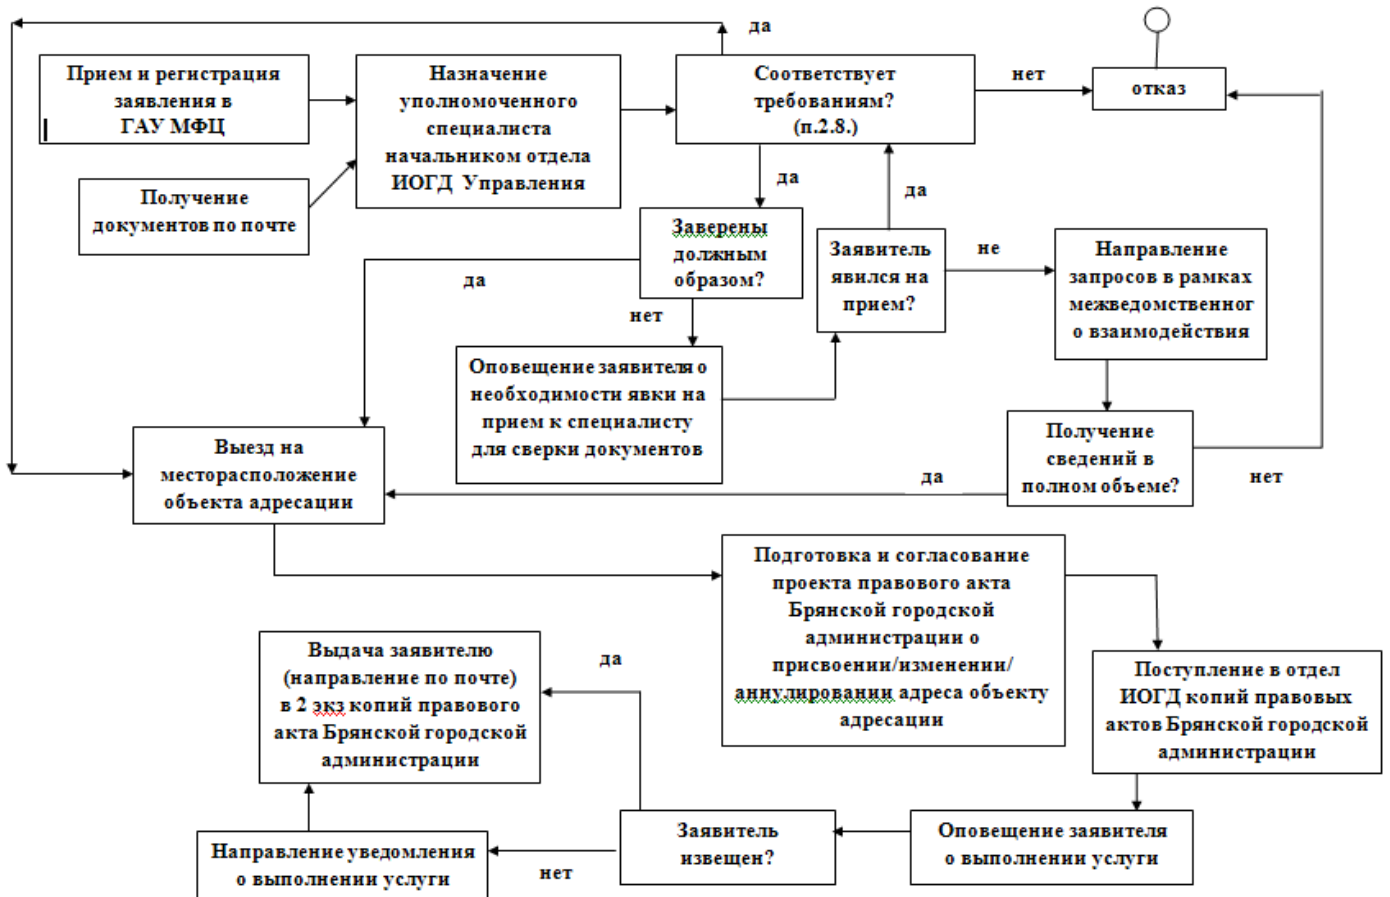 да
Прием и регистрация
заявления в
ГАУ МФЦ
Назначение
уполномоченного
специалиста
начальником отдела
ИОГД Управления
Соответствует
требованиям?
(п.2.8.)
нет
отказ
Получение
документов по почте
да
да
Заверены
должным
образом?
Заявитель
явился на
прием?
не
Направление
запросов в рамках
межведомственног
о взаимодействия
да
нет
Оповещение заявителя о
необходимости явки на
прием к специалисту
для сверки документов
Получение
сведений в
полном объеме?
Выезд на
месторасположение
объекта адресации
да
нет
Подготовка и согласование
проекта правового акта
Брянской городской
администрации о
присвоении/изменении/
аннулировании адреса объекту
адресации
Выдача заявителю
(направление по почте)
в 2 экз копий правового
акта Брянской городской
администрации
да
Поступление в отдел
ИОГД копий правовых
актов Брянской городской
администрации
Направление уведомления
о выполнении услуги
нет
Заявитель
извещен?
Оповещение заявителя
о выполнении услуги